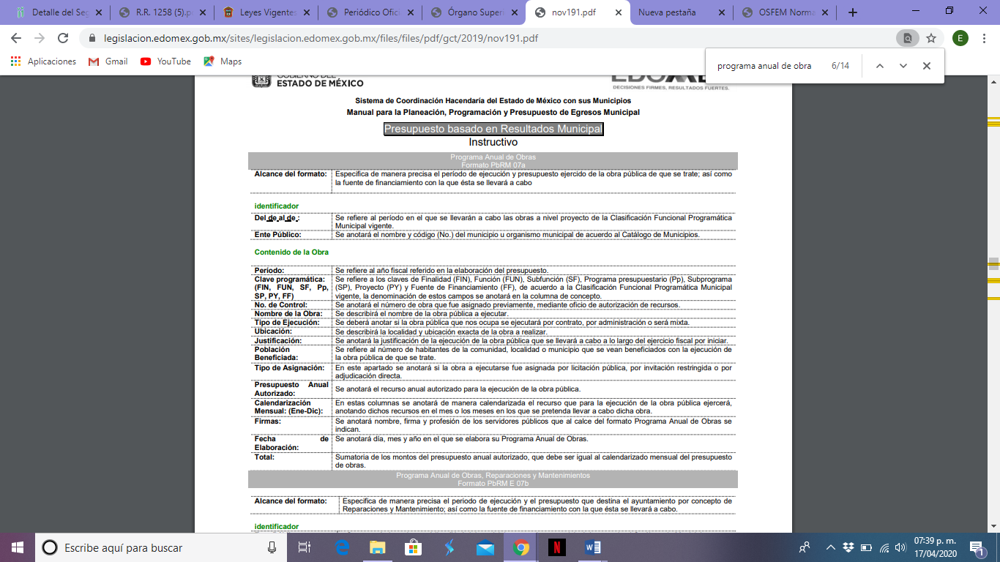 Detalle del Seg
R.R. 1258 (5).p
Leyes Vigentes
Periódico Ofici
Órgano Superi
nov191.pdf
Nueva pestaña
OSFEM Norma
legislacion.edomex.gob.mx/sites/legislacion.edomex.gob.mx/files/files/pdf/gct/2019/nov191.pdf
E
Aplicaciones
Gmail
YouTube
Maps
programa anual de obra
6/14
ESTADO DE MÉXICO
DECISIONES FIRMES, RESULTADOS FUERTES.
Sistema de Coordinación Hacendaría del Estado de México con sus Municipios
Manual para la Planeación, Programación y Presupuesto de Egresos Municipal
Presupuesto basado en Resultados Municipal
Instructivo
Programa Anual de Obras
Formato PbRM 07a
Alcance del formato: Especifica de manera precisa el período de ejecución y presupuesto ejercido de la obra pública de que se trate; así como
la fuente de financiamiento con la que ésta se llevará a cabo
identificador
Del de al de : Se refiere al período en el que se llevarán a cabo las obras a nivel proyecto de la Clasificación Funcional Programática
Municipal vigente.
Ente Público: Se anotará el nombre y código (No.) del municipio u organismo municipal de acuerdo al Catálogo de Municipios.
Contenido de la Obra
Período: Se refiere al año fiscal referido en la elaboración del presupuesto.
Clave programática: Se refiere a los claves de Finalidad (FIN), Función (FUN), Subfunción (SF), Programa presupuestario (Pp), Subprograma
(FIN, FUN, SF, Pp, (SP), Proyecto (PY) y Fuente de Financiamiento (FF), de acuerdo a la Clasificación Funcional Programática Municipal
SP, PY, FF) vigente, la denominación de estos campos se anotará en la columna de concepto.
No. de Control: Se anotará el número de obra que fue asignado previamente, mediante oficio de autorización de recursos.
Nombre de la Obra: Se describirá el nombre de la obra pública a ejecutar.
Tipo de Ejecución: Se deberá anotar si la obra pública que nos ocupa se ejecutará por contrato, por administración o será mixta.
Ubicación: Se describirá la localidad y ubicación exacta de la obra a realizar.
Justificación: Se anotará la justificación de la ejecución de la obra pública que se llevará a cabo a lo largo del ejercicio fiscal por iniciar.
Población Se refiere al número de habitantes de la comunidad, localidad o municipio que se vean beneficiados con la ejecución de
Beneficiada: la obra pública de que se trate.
Tipo de Asignación: En este apartado se anotará si la obra a ejecutarse fue asignada por licitación pública, por invitación restringida o por
adjudicación directa.
Presupuesto Anual
Autorizado: Se anotará el recurso anual autorizado para la ejecución de la obra pública.
Calendarización En estas columnas se anotará de manera calendarizada el recurso que para la ejecución de la obra pública ejercerá,
Mensual: (Ene-Dic): anotando dichos recursos en el mes o los meses en los que se pretenda llevar a cabo dicha obra.
Firmas: Se anotará nombre, firma y profesión de los servidores públicos que al calce del formato Programa Anual de Obras se
indican.
Fecha de Se anotará día, mes y año en el que se elabora su Programa Anual de Obras.
Elaboración:
Total: Sumatoria de los montos del presupuesto anual autorizado, que debe ser igual al calendarizado mensual del presupuesto
de obras.
Programa Anual de Obras, Reparaciones y Mantenimientos
Formato PbRM E 07b
Alcance del formato: Especifica de manera precisa el periodo de ejecución y el presupuesto que destina el ayuntamiento por concepto de
Reparaciones y Mantenimiento; así como la fuente de financiamiento con la que ésta se llevará a cabo.
identificador
Escribe aquí para buscar
07:39 p. m.
17/04/2020
1